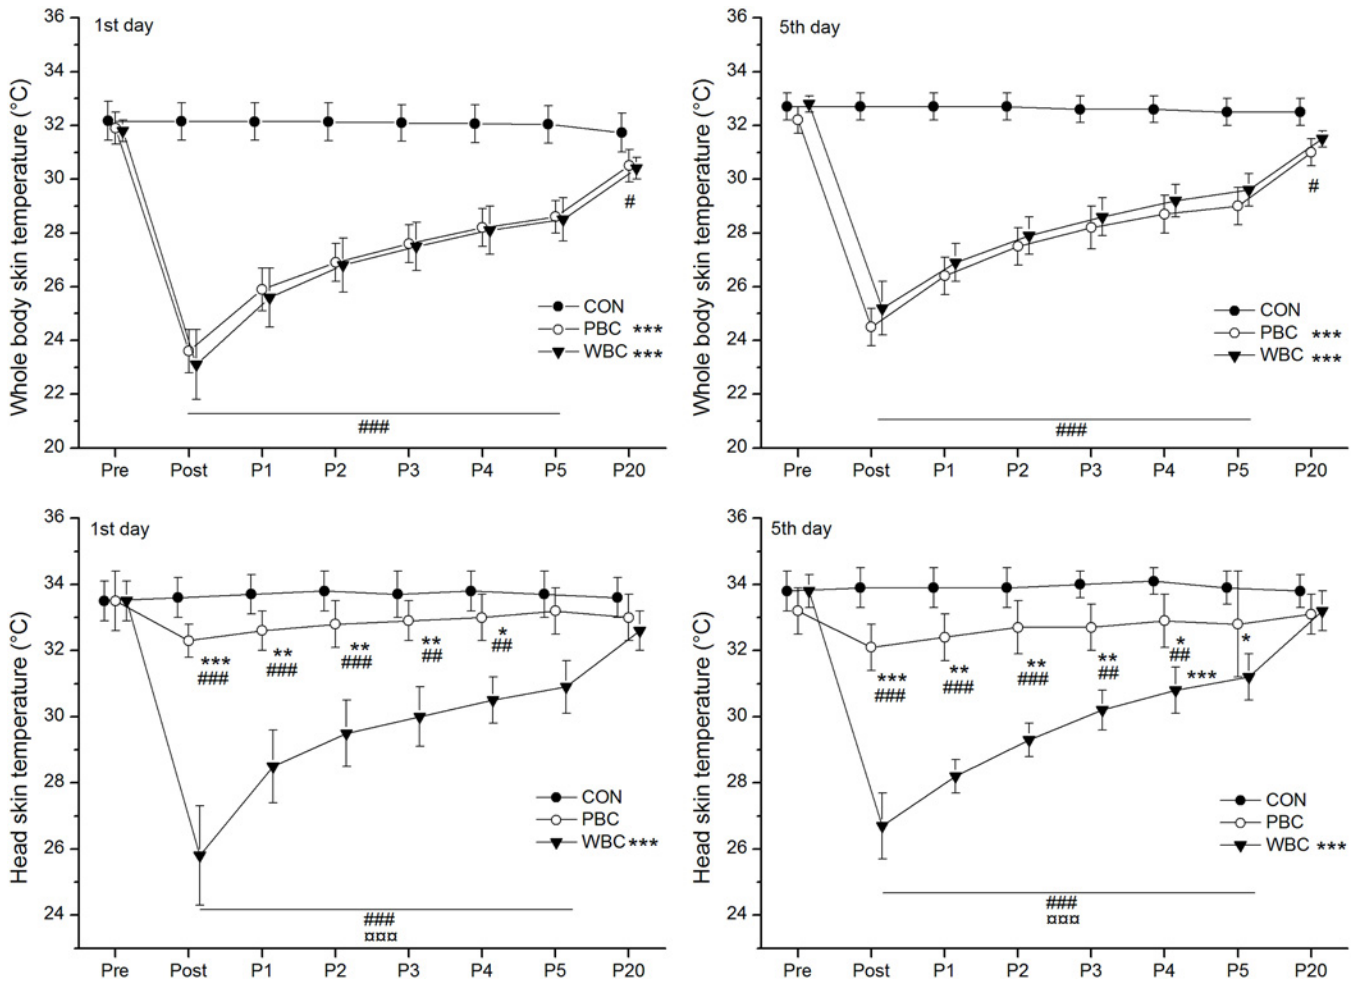 1st day
Whole body skin temperature (°C)
36
34
32
30
28
26
24
22
20
#
CON
PBC ***
WBC ***
###
Pre Post P1 P2 P3 P4 P5 P20
5th day
Whole body skin temperature (°C)
36
34
32
30
28
26
24
22
20
#
CON
PBC ***
WBC ***
###
Pre Post P1 P2 P3 P4 P5 P20
1st day
Head skin temperature (°C)
36
34
32
30
28
26
24
*** ** ** ** *
### ### ### ## ##
CON
PBC
WBC ***
###
¤¤¤
Pre Post P1 P2 P3 P4 P5 P20
5th day
Head skin temperature (°C)
36
34
32
30
28
26
24
*** ** ** ** * *
### ### ### ## ##
***
CON
PBC
WBC ***
###
¤¤¤
Pre Post P1 P2 P3 P4 P5 P20